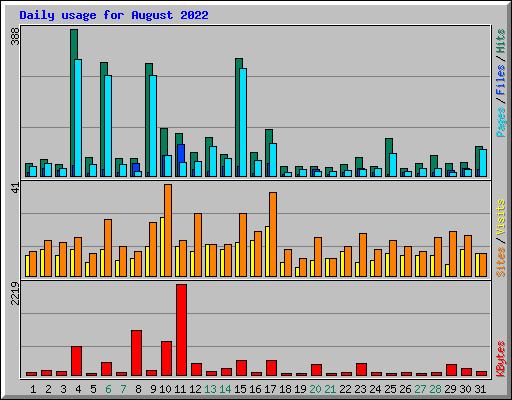 Daily usage for August 2022
388
Pages / Files / Hits
41
Sites / Visits
2219
KBytes
1 2 3 4 5 6 7 8 9 10 11 12 13 14 15 16 17 18 19 20 21 22 23 24 25 26 27 28 29 30 31